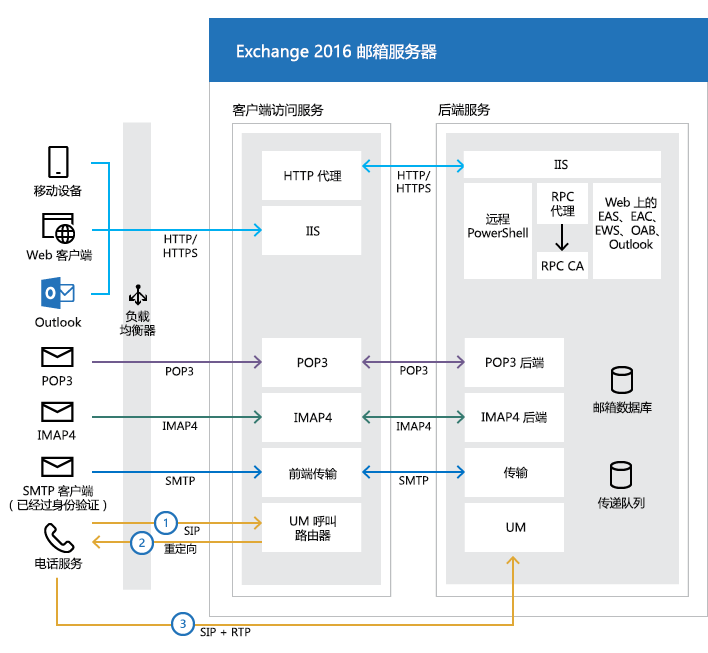 Exchange 2016 邮箱服务器
客户端访问服务
后端服务
移动设备
Web 客户端
Outlook
HTTP/
HTTPS
负载
均衡器
HTTP 代理
IIS
HTTP/
HTTPS
IIS
远程
PowerShell
RPC
代理
RPC CA
Web 上的
EAS、EAC、
EWS、OAB、
Outlook
POP3
POP3
POP3
POP3
POP3 后端
IMAP4
IMAP4
IMAP4
IMAP4
IMAP4 后端
邮箱数据库
SMTP 客户端
(已经过身份验证)
SMTP
前端传输
SMTP
传输
传递队列
电话服务
1
SIP
2
重定向
UM 呼叫
路由器
UM
3
SIP + RTP